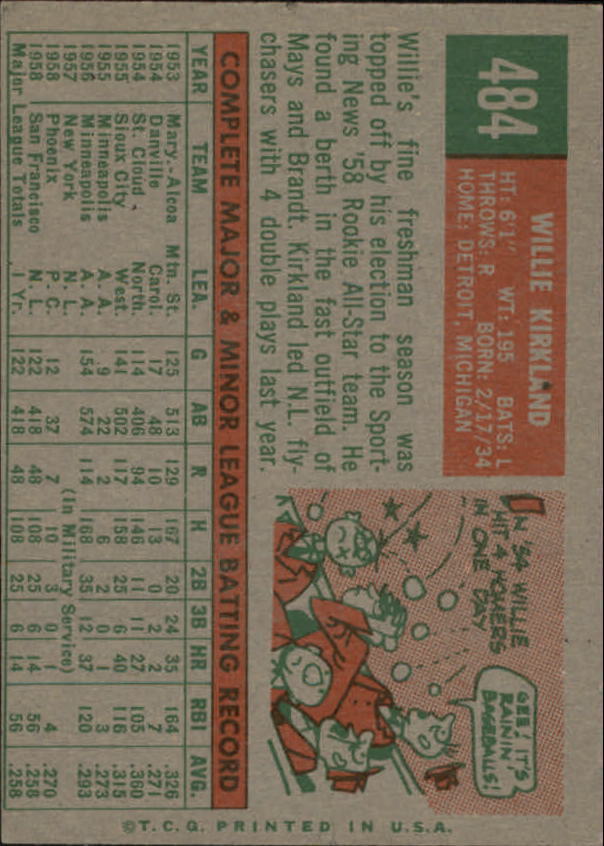 484
WILLIE KIRKLAND
HT: 6'1" WT: 195 BATS: L
THROWS: R BORN: 2/17/34
HOME: DETROIT, MICHIGAN
Willie's fine freshman season was
topped off by his election to the Sport-
ing News '58 Rookie All-Star team. He
found a berth in the fast outfield of
Mays and Brandt. Kirkland led N.L. fly-
chasers with 4 double plays last year.
IN '54 WILLIE
HIT 4 HOMERS
IN ONE DAY
GEE! IT'S
RAININ'
BASEBALLS!
COMPLETE MAJOR & MINOR LEAGUE BATTING RECORD
YEAR TEAM LEA. G AB R H 2B 3B HR RBI AVG.
1953 Mary.-Alcoa Mtn. St. 125 513 129 167 20 24 35 164 .326
1954 Danville Carol. 17 48 10 13 0 2 2 7 .271
1954 St. Cloud North. 114 406 94 146 11 11 27 105 .360
1955 Sioux City West. 141 502 117 158 25 6 40 116 .315
1955 Minneapolis A. A. 9 22 2 6 2 0 1 3 .273
1956 Minneapolis A. A. 154 574 114 168 35 12 37 120 .293
1957 New York N. L. (In Military Service)
1958 Phoenix P. C. 12 37 7 10 3 0 1 4 .270
1958 San Francisco N. L. 122 418 48 108 25 6 14 56 .258
Major League Totals 1 Yr. 122 418 48 108 25 6 14 56 .258
©T.C.G. PRINTED IN U.S.A.